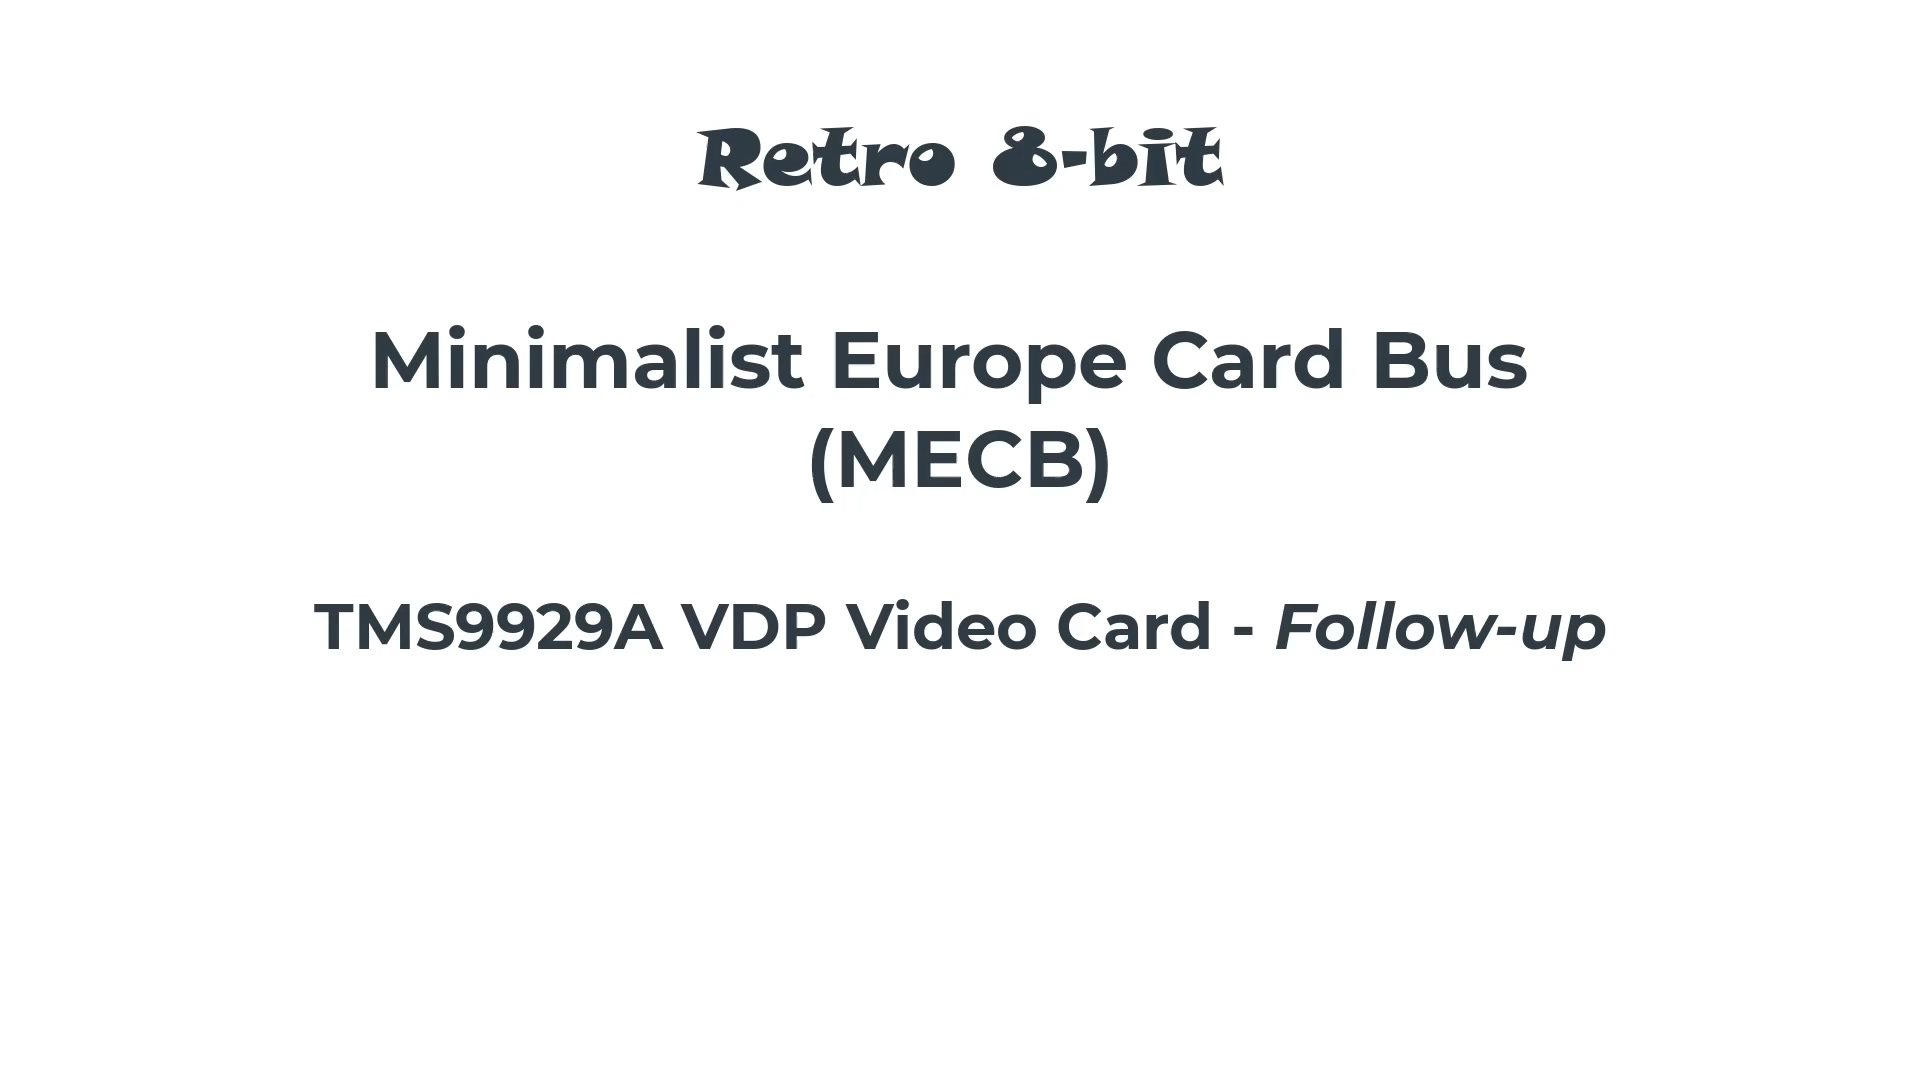 Retro 8-bit
Minimalist Europe Card Bus
(MECB)
TMS9929A VDP Video Card - Follow-up